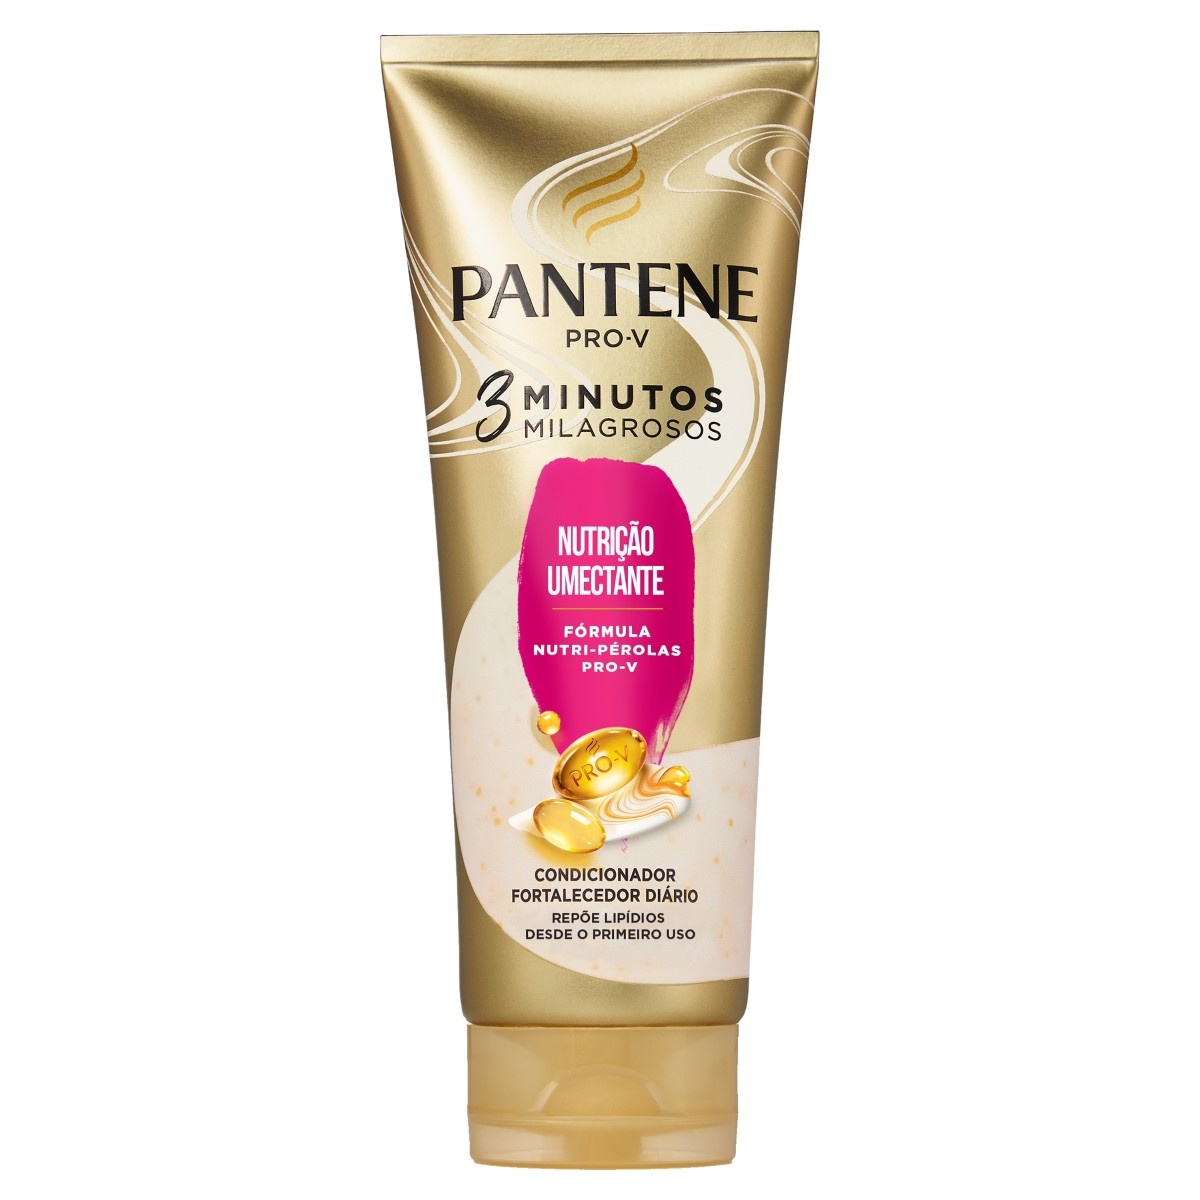 PANTENE
PRO-V
3 MINUTOS
MILAGROSOS
NUTRIÇÃO
UMECTANTE
FÓRMULA
NUTRI-PÉROLAS
PRO-V
PRO-V
CONDICIONADOR
FORTALECEDOR DIÁRIO
REPÕE LIPÍDIOS
DESDE O PRIMEIRO USO